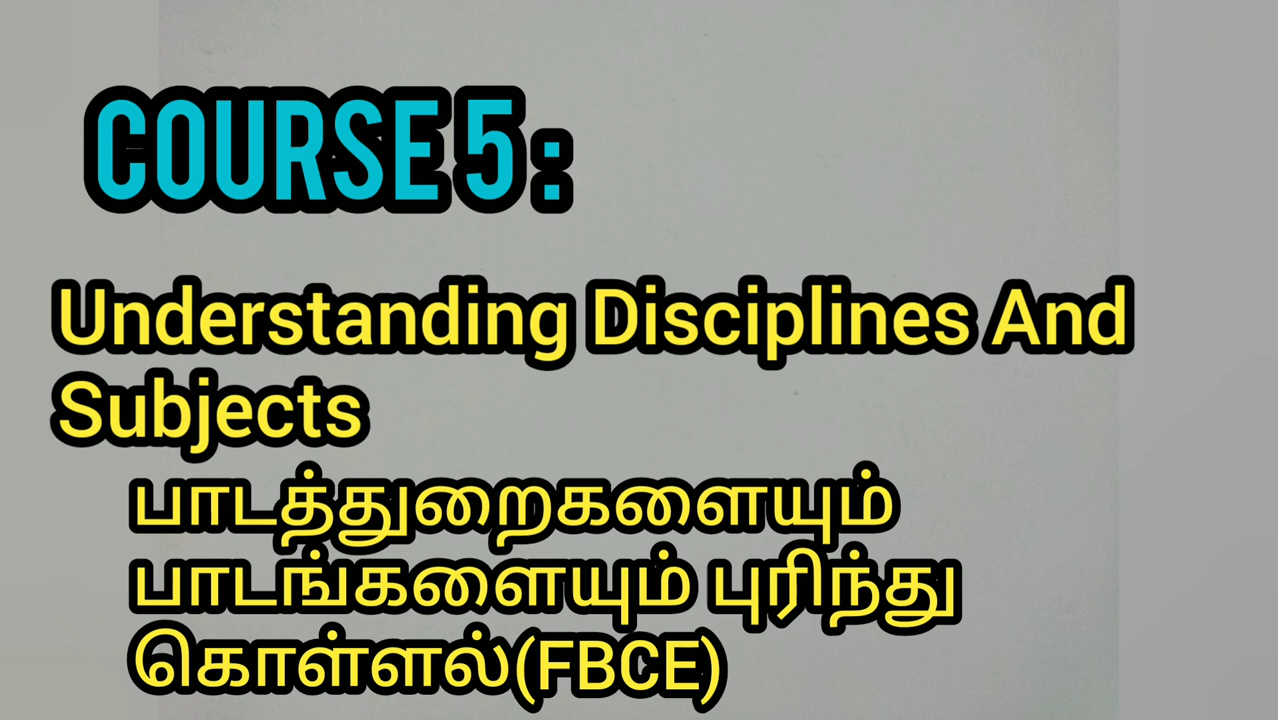 COURSE 5:
Understanding Disciplines And
Subjects
பாடத்துறைகளையும்
பாடங்களையும் புரிந்து
கொள்ளல்(FBCE)